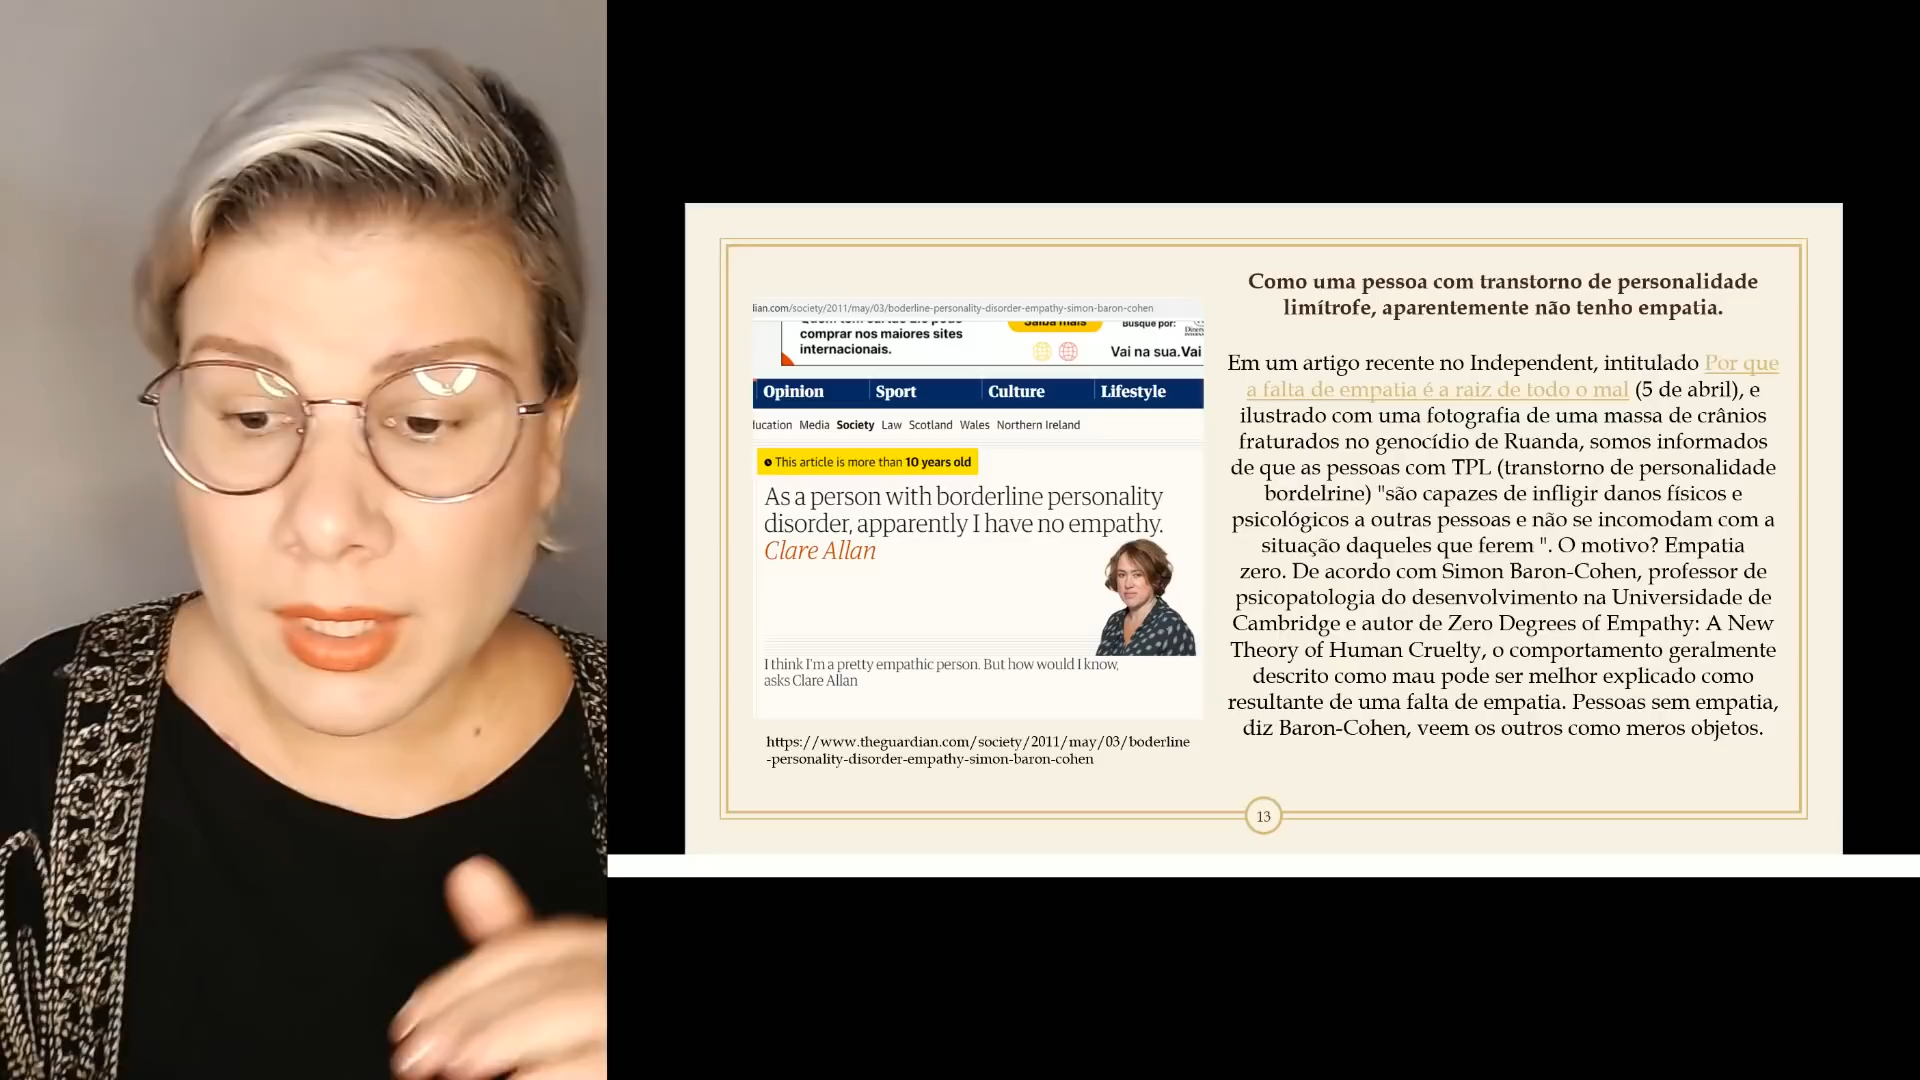 lian.com/society/2011/may/03/boderline-personality-disorder-empathy-simon-baron-cohen
comprar nos maiores sites
internacionais.
Saiba mais
Busque por:
Vai na sua.Vai
Opinion Sport Culture Lifestyle
lucation Media Society Law Scotland Wales Northern Ireland
This article is more than 10 years old
As a person with borderline personality
disorder, apparently I have no empathy.
Clare Allan
I think I'm a pretty empathic person. But how would I know,
asks Clare Allan
https://www.theguardian.com/society/2011/may/03/boderline
-personality-disorder-empathy-simon-baron-cohen
Como uma pessoa com transtorno de personalidade
limítrofe, aparentemente não tenho empatia.
Em um artigo recente no Independent, intitulado Por que
a falta de empatia é a raiz de todo o mal (5 de abril), e
ilustrado com uma fotografia de uma massa de crânios
fraturados no genocídio de Ruanda, somos informados
de que as pessoas com TPL (transtorno de personalidade
bordelrine) "são capazes de infligir danos físicos e
psicológicos a outras pessoas e não se incomodam com a
situação daqueles que ferem ". O motivo? Empatia
zero. De acordo com Simon Baron-Cohen, professor de
psicopatologia do desenvolvimento na Universidade de
Cambridge e autor de Zero Degrees of Empathy: A New
Theory of Human Cruelty, o comportamento geralmente
descrito como mau pode ser melhor explicado como
resultante de uma falta de empatia. Pessoas sem empatia,
diz Baron-Cohen, veem os outros como meros objetos.
13